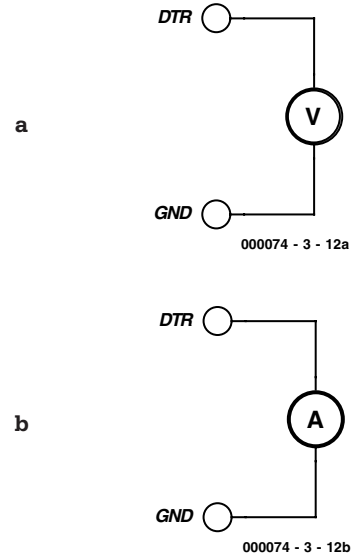 DTR
a
V
GND
000074 - 3 - 12a
DTR
b
A
GND
000074 - 3 - 12b